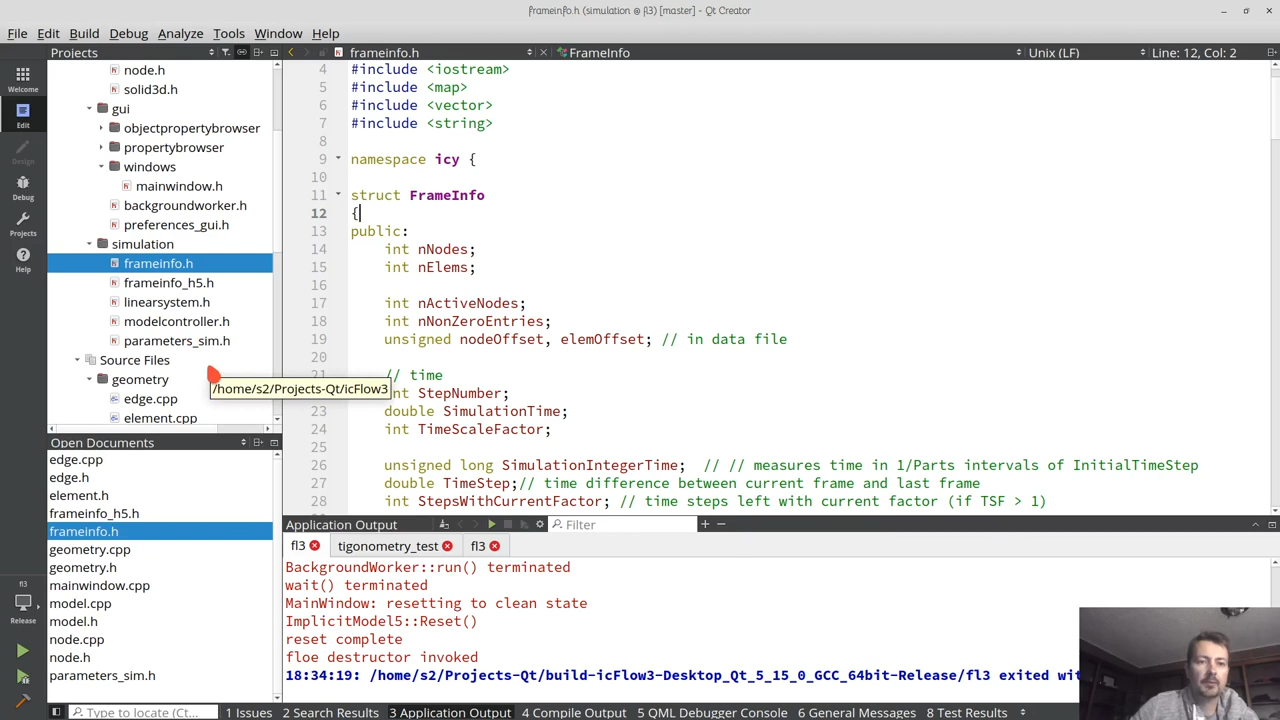 frameinfo.h (simulation @ fl3) [master] - Qt Creator
File Edit Build Debug Analyze Tools Window Help
Projects frameinfo.h FrameInfo Unix (LF) Line: 12, Col: 2
Welcome
Edit
Design
Debug
Projects
Help
fl3
Release
node.h
solid3d.h
gui
objectpropertybrowser
propertybrowser
windows
mainwindow.h
backgroundworker.h
preferences_gui.h
simulation
frameinfo.h
frameinfo_h5.h
linearsystem.h
modelcontroller.h
parameters_sim.h
Source Files
geometry
edge.cpp
element.cpp
/home/s2/Projects-Qt/icFlow3
Open Documents
edge.cpp
edge.h
element.h
frameinfo_h5.h
frameinfo.h
geometry.cpp
geometry.h
mainwindow.cpp
model.cpp
model.h
node.cpp
node.h
parameters_sim.h
4 #include <iostream>
5 #include <map>
6 #include <vector>
7 #include <string>
8
9 namespace icy {
10
11 struct FrameInfo
12 {
13 public:
14 int nNodes;
15 int nElems;
16
17 int nActiveNodes;
18 int nNonZeroEntries;
19 unsigned nodeOffset, elemOffset; // in data file
20
21 // time
22 int StepNumber;
23 double SimulationTime;
24 int TimeScaleFactor;
25
26 unsigned long SimulationIntegerTime; // // measures time in 1/Parts intervals of InitialTimeStep
27 double TimeStep;// time difference between current frame and last frame
28 int StepsWithCurrentFactor; // time steps left with current factor (if TSF > 1)
Application Output Filter
fl3 tigonometry_test fl3
BackgroundWorker::run() terminated
wait() terminated
MainWindow: resetting to clean state
ImplicitModel5::Reset()
reset complete
floe destructor invoked
18:34:19: /home/s2/Projects-Qt/build-icFlow3-Desktop_Qt_5_15_0_GCC_64bit-Release/fl3 exited wit
Type to locate (Ct... 1 Issues 2 Search Results 3 Application Output 4 Compile Output 5 QML Debugger Console 6 General Messages 8 Test Results